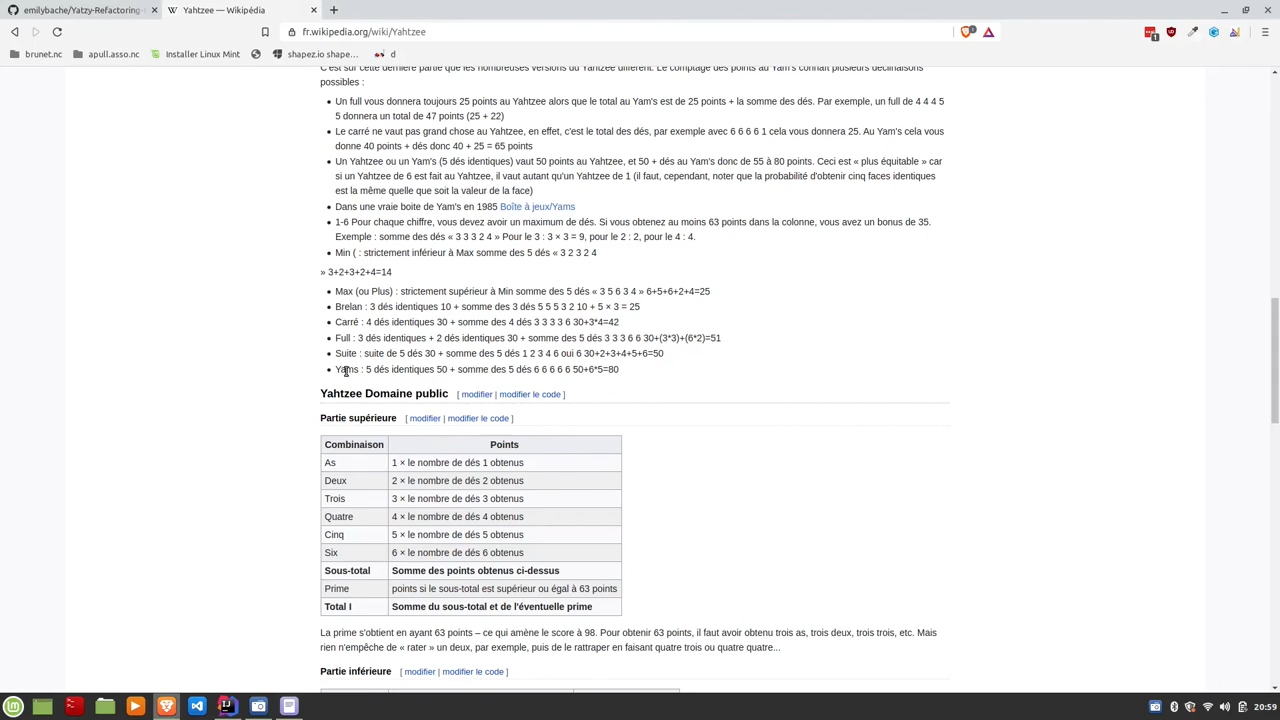 emilybache/Yatzy-Refactoring-
Yahtzee — Wikipédia
fr.wikipedia.org/wiki/Yahtzee
brunet.nc
apull.asso.nc
Installer Linux Mint
shapez.io shape...
d
C'est sur cette dernière partie que les nombreuses versions du Yahtzee diffèrent. Le comptage des points au Yam's connaît plusieurs déclinaisons
possibles :
Un full vous donnera toujours 25 points au Yahtzee alors que le total au Yam's est de 25 points + la somme des dés. Par exemple, un full de 4 4 4 5
5 donnera un total de 47 points (25 + 22)
Le carré ne vaut pas grand chose au Yahtzee, en effet, c'est le total des dés, par exemple avec 6 6 6 6 1 cela vous donnera 25. Au Yam's cela vous
donne 40 points + dés donc 40 + 25 = 65 points
Un Yahtzee ou un Yam's (5 dés identiques) vaut 50 points au Yahtzee, et 50 + dés au Yam's donc de 55 à 80 points. Ceci est « plus équitable » car
si un Yahtzee de 6 est fait au Yahtzee, il vaut autant qu'un Yahtzee de 1 (il faut, cependant, noter que la probabilité d'obtenir cinq faces identiques
est la même quelle que soit la valeur de la face)
Dans une vraie boite de Yam's en 1985 Boîte à jeux/Yams
1-6 Pour chaque chiffre, vous devez avoir un maximum de dés. Si vous obtenez au moins 63 points dans la colonne, vous avez un bonus de 35.
Exemple : somme des dés « 3 3 3 2 4 » Pour le 3 : 3 × 3 = 9, pour le 2 : 2, pour le 4 : 4.
Min ( : strictement inférieur à Max somme des 5 dés « 3 2 3 2 4
» 3+2+3+2+4=14
Max (ou Plus) : strictement supérieur à Min somme des 5 dés « 3 5 6 3 4 » 6+5+6+2+4=25
Brelan : 3 dés identiques 10 + somme des 3 dés 5 5 5 3 2 10 + 5 × 3 = 25
Carré : 4 dés identiques 30 + somme des 4 dés 3 3 3 3 6 30+3*4=42
Full : 3 dés identiques + 2 dés identiques 30 + somme des 5 dés 3 3 3 6 6 30+(3*3)+(6*2)=51
Suite : suite de 5 dés 30 + somme des 5 dés 1 2 3 4 6 oui 6 30+2+3+4+5+6=50
Yams : 5 dés identiques 50 + somme des 5 dés 6 6 6 6 6 50+6*5=80
Yahtzee Domaine public [ modifier | modifier le code ]
Partie supérieure [ modifier | modifier le code ]
Combinaison Points
As 1 × le nombre de dés 1 obtenus
Deux 2 × le nombre de dés 2 obtenus
Trois 3 × le nombre de dés 3 obtenus
Quatre 4 × le nombre de dés 4 obtenus
Cinq 5 × le nombre de dés 5 obtenus
Six 6 × le nombre de dés 6 obtenus
Sous-total Somme des points obtenus ci-dessus
Prime points si le sous-total est supérieur ou égal à 63 points
Total I Somme du sous-total et de l'éventuelle prime
La prime s'obtient en ayant 63 points – ce qui amène le score à 98. Pour obtenir 63 points, il faut avoir obtenu trois as, trois deux, trois trois, etc. Mais
rien n'empêche de « rater » un deux, par exemple, puis de le rattraper en faisant quatre trois ou quatre quatre...
Partie inférieure [ modifier | modifier le code ]
20:59